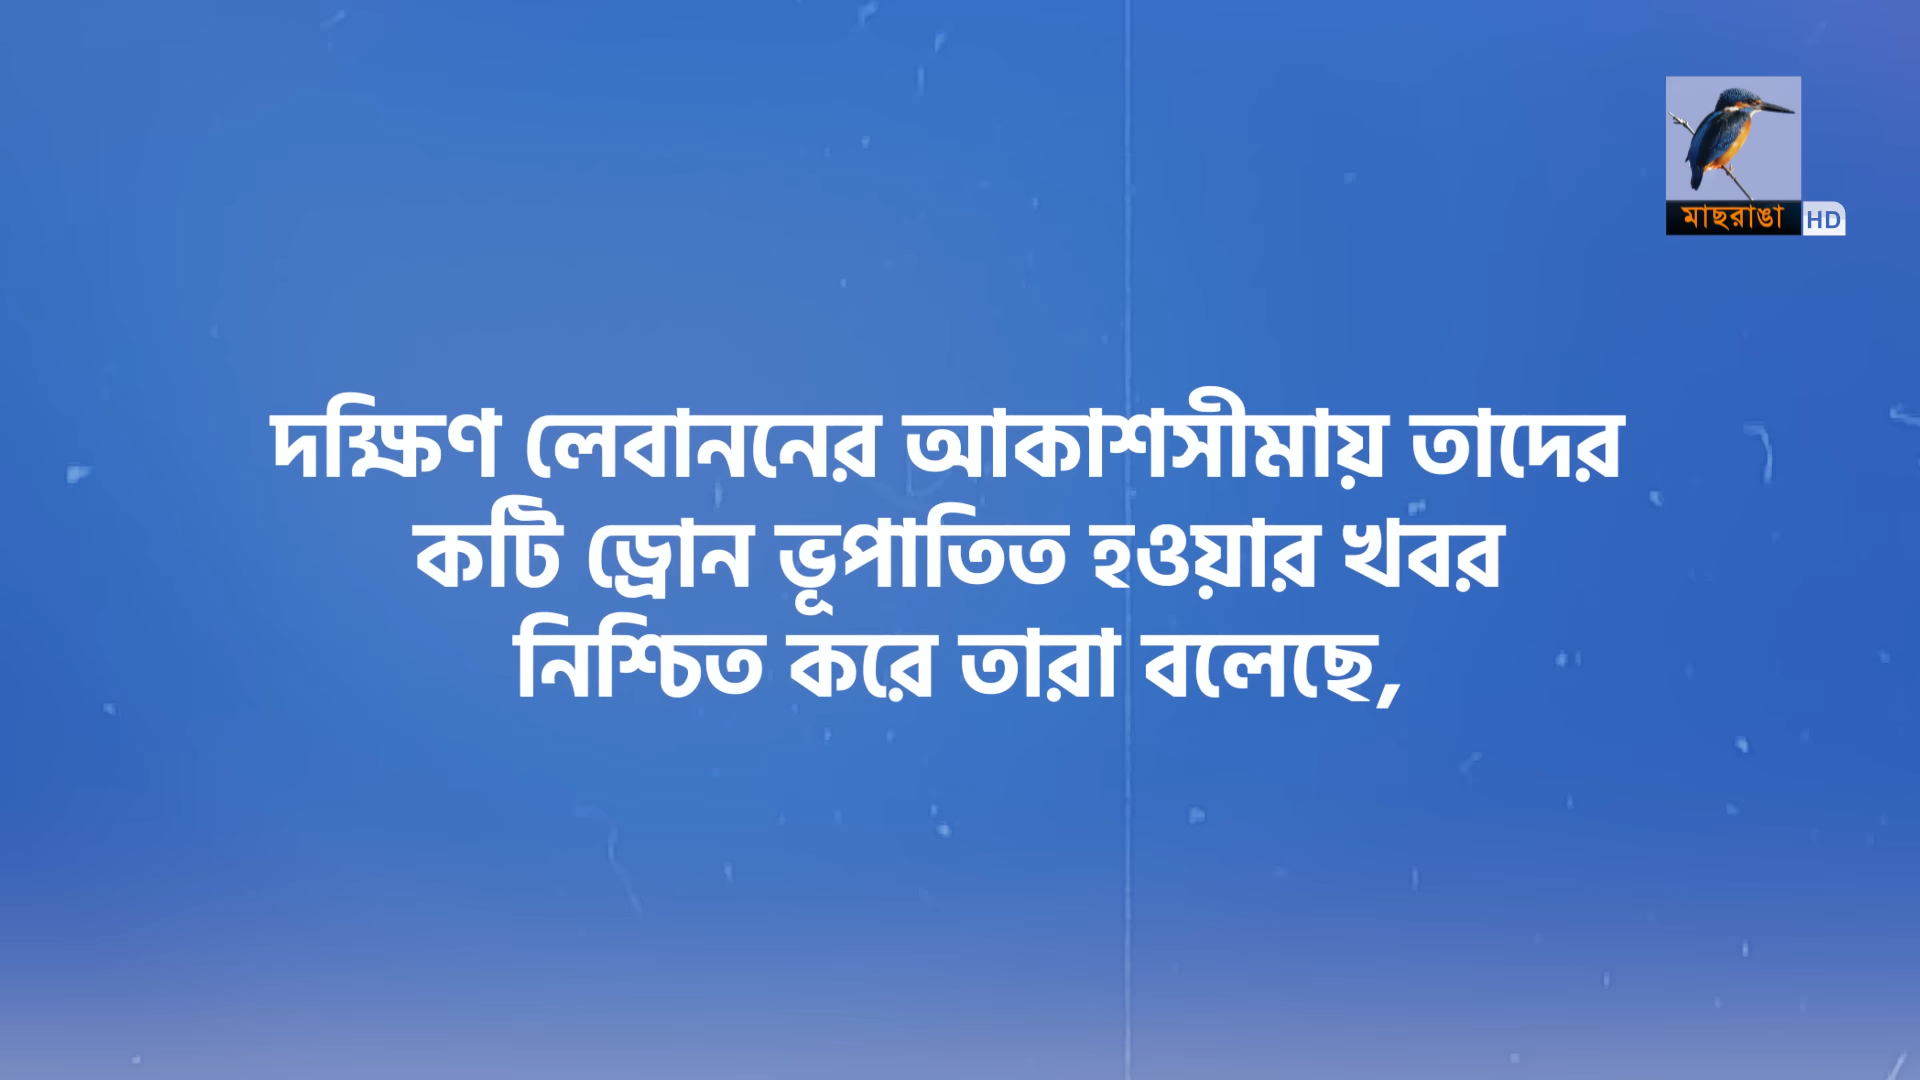 মাছরাঙা HD
দক্ষিণ লেবাননের আকাশসীমায় তাদের
কটি ড্রোন ভূপাতিত হওয়ার খবর
নিশ্চিত করে তারা বলেছে,